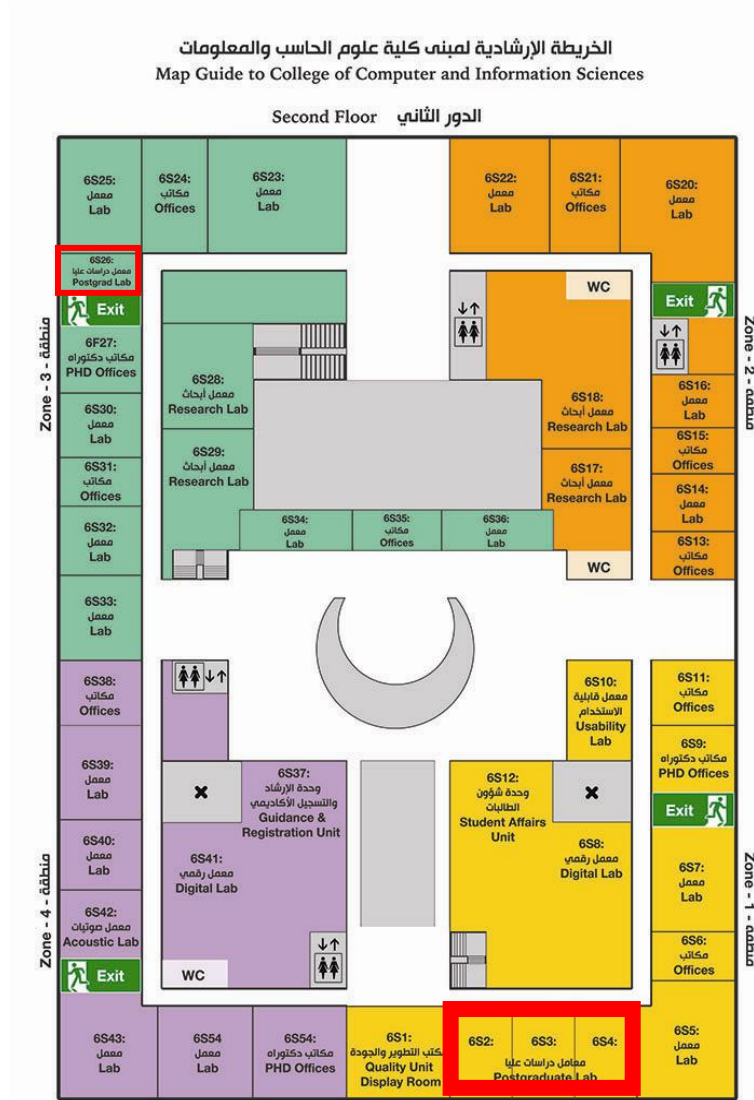 الخريطة الإرشادية لمبنى كلية علوم الحاسب والمعلومات
Map Guide to College of Computer and Information Sciences
Second Floor الدور الثاني
6S25:
معمل
Lab
6S24:
مكاتب
Offices
6S23:
معمل
Lab
6S22:
معمل
Lab
6S21:
مكاتب
Offices
6S20:
معمل
Lab
6S26:
معمل دراسات عليا
Postgrad Lab
Exit
WC
Exit
منطقة - 3 - Zone
Zone - 2 - منطقة
6F27:
مكاتب دكتوراه
PHD Offices
6S28:
معمل أبحاث
Research Lab
6S18:
معمل أبحاث
Research Lab
6S16:
معمل
Lab
6S30:
معمل
Lab
6S29:
معمل أبحاث
Research Lab
6S17:
معمل أبحاث
Research Lab
6S15:
مكاتب
Offices
6S31:
مكاتب
Offices
6S14:
معمل
Lab
6S32:
معمل
Lab
6S34:
معمل
Lab
6S35:
مكاتب
Offices
6S36:
معمل
Lab
6S13:
مكاتب
Offices
WC
6S33:
معمل
Lab
6S38:
مكاتب
Offices
6S10:
معمل قابلية
الاستخدام
Usability
Lab
6S11:
مكاتب
Offices
6S39:
معمل
Lab
6S37:
وحدة الإرشاد
والتسجيل الأكاديمي
Guidance &
Registration Unit
6S12:
وحدة شؤون
الطالبات
Student Affairs
Unit
6S9:
مكاتب دكتوراه
PHD Offices
Exit
6S40:
معمل
Lab
6S41:
معمل رقمي
Digital Lab
6S8:
معمل رقمي
Digital Lab
6S7:
معمل
Lab
منطقة - 4 - Zone
Zone - 1 - منطقة
6S42:
معمل صوتيات
Acoustic Lab
6S6:
مكاتب
Offices
Exit
WC
6S43:
معمل
Lab
6S54
معمل
Lab
6S54:
مكاتب دكتوراه
PHD Offices
6S1:
مكتب التطوير والجودة
Quality Unit
Display Room
6S2:
6S3:
6S4:
معامل دراسات عليا
Postgraduate Lab
6S5:
معمل
Lab